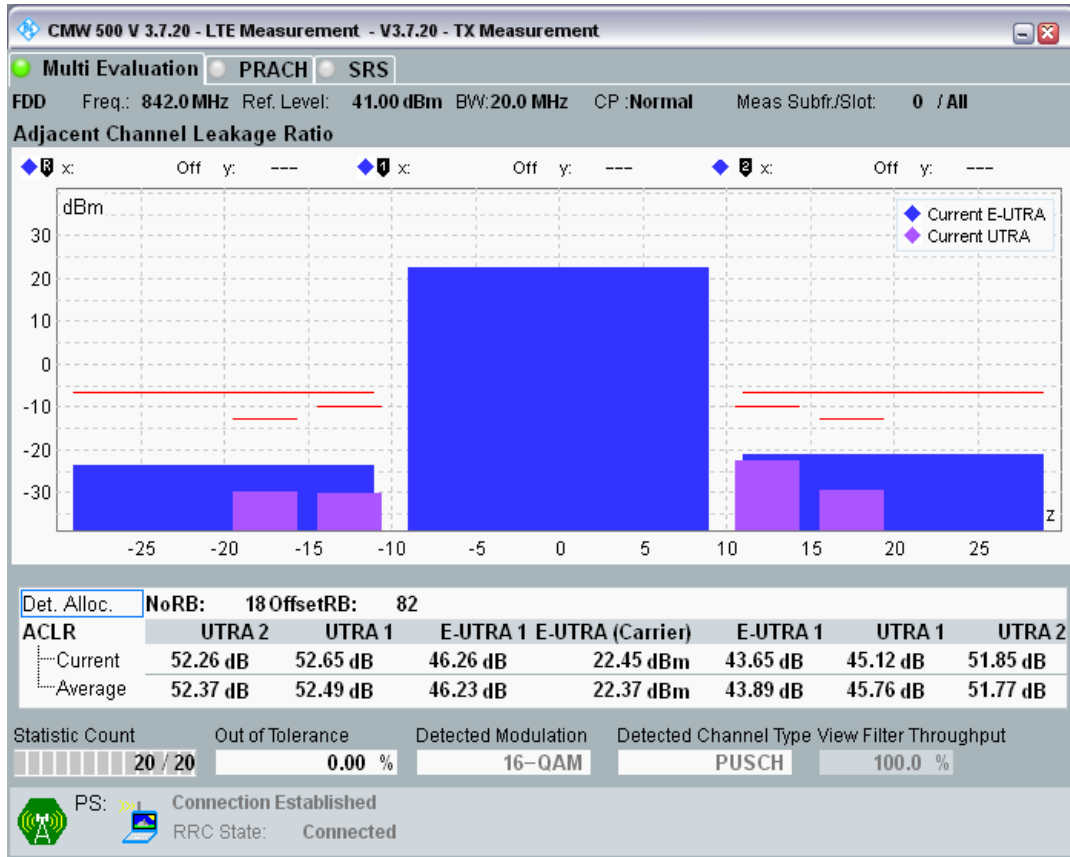 CMW 500 V 3.7.20 - LTE Measurement - V3.7.20 - TX Measurement
Multi Evaluation PRACH SRS
FDD Freq.: 842.0 MHz Ref. Level: 41.00 dBm BW:20.0 MHz CP :Normal Meas Subfr./Slot: 0 / All
Adjacent Channel Leakage Ratio
R x: Off y: --- 1 x: Off y: --- 2 x: Off y: ---
dBm
Current E-UTRA
Current UTRA
30
20
10
0
-10
-20
-30
z
-25 -20 -15 -10 -5 0 5 10 15 20 25
Det. Alloc. NoRB: 18 OffsetRB: 82
ACLR UTRA 2 UTRA 1 E-UTRA 1 E-UTRA (Carrier) E-UTRA 1 UTRA 1 UTRA 2
Current 52.26 dB 52.65 dB 46.26 dB 22.45 dBm 43.65 dB 45.12 dB 51.85 dB
Average 52.37 dB 52.49 dB 46.23 dB 22.37 dBm 43.89 dB 45.76 dB 51.77 dB
Statistic Count Out of Tolerance Detected Modulation Detected Channel Type View Filter Throughput
20 / 20 0.00 % 16-QAM PUSCH 100.0 %
PS: Connection Established
RRC State: Connected